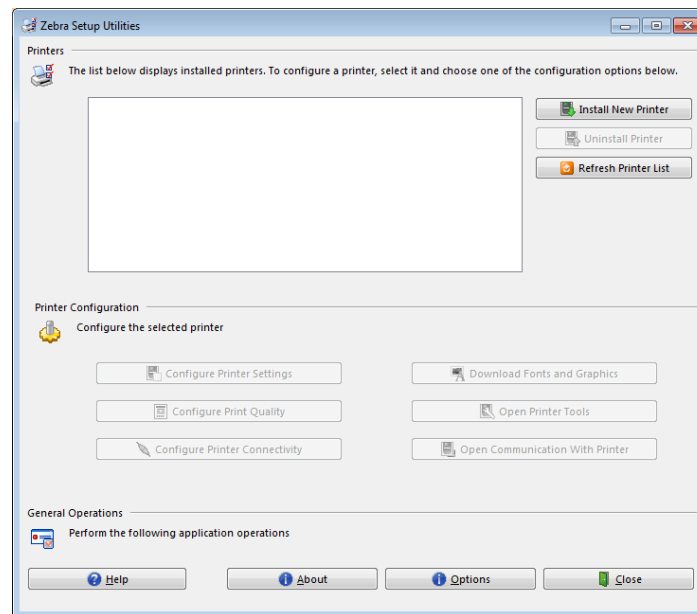 Zebra Setup Utilities
Printers
The list below displays installed printers. To configure a printer, select it and choose one of the configuration options below.
Install New Printer
Uninstall Printer
Refresh Printer List
Printer Configuration
Configure the selected printer
Configure Printer Settings
Download Fonts and Graphics
Configure Print Quality
Open Printer Tools
Configure Printer Connectivity
Open Communication With Printer
General Operations
Perform the following application operations
Help
About
Options
Close